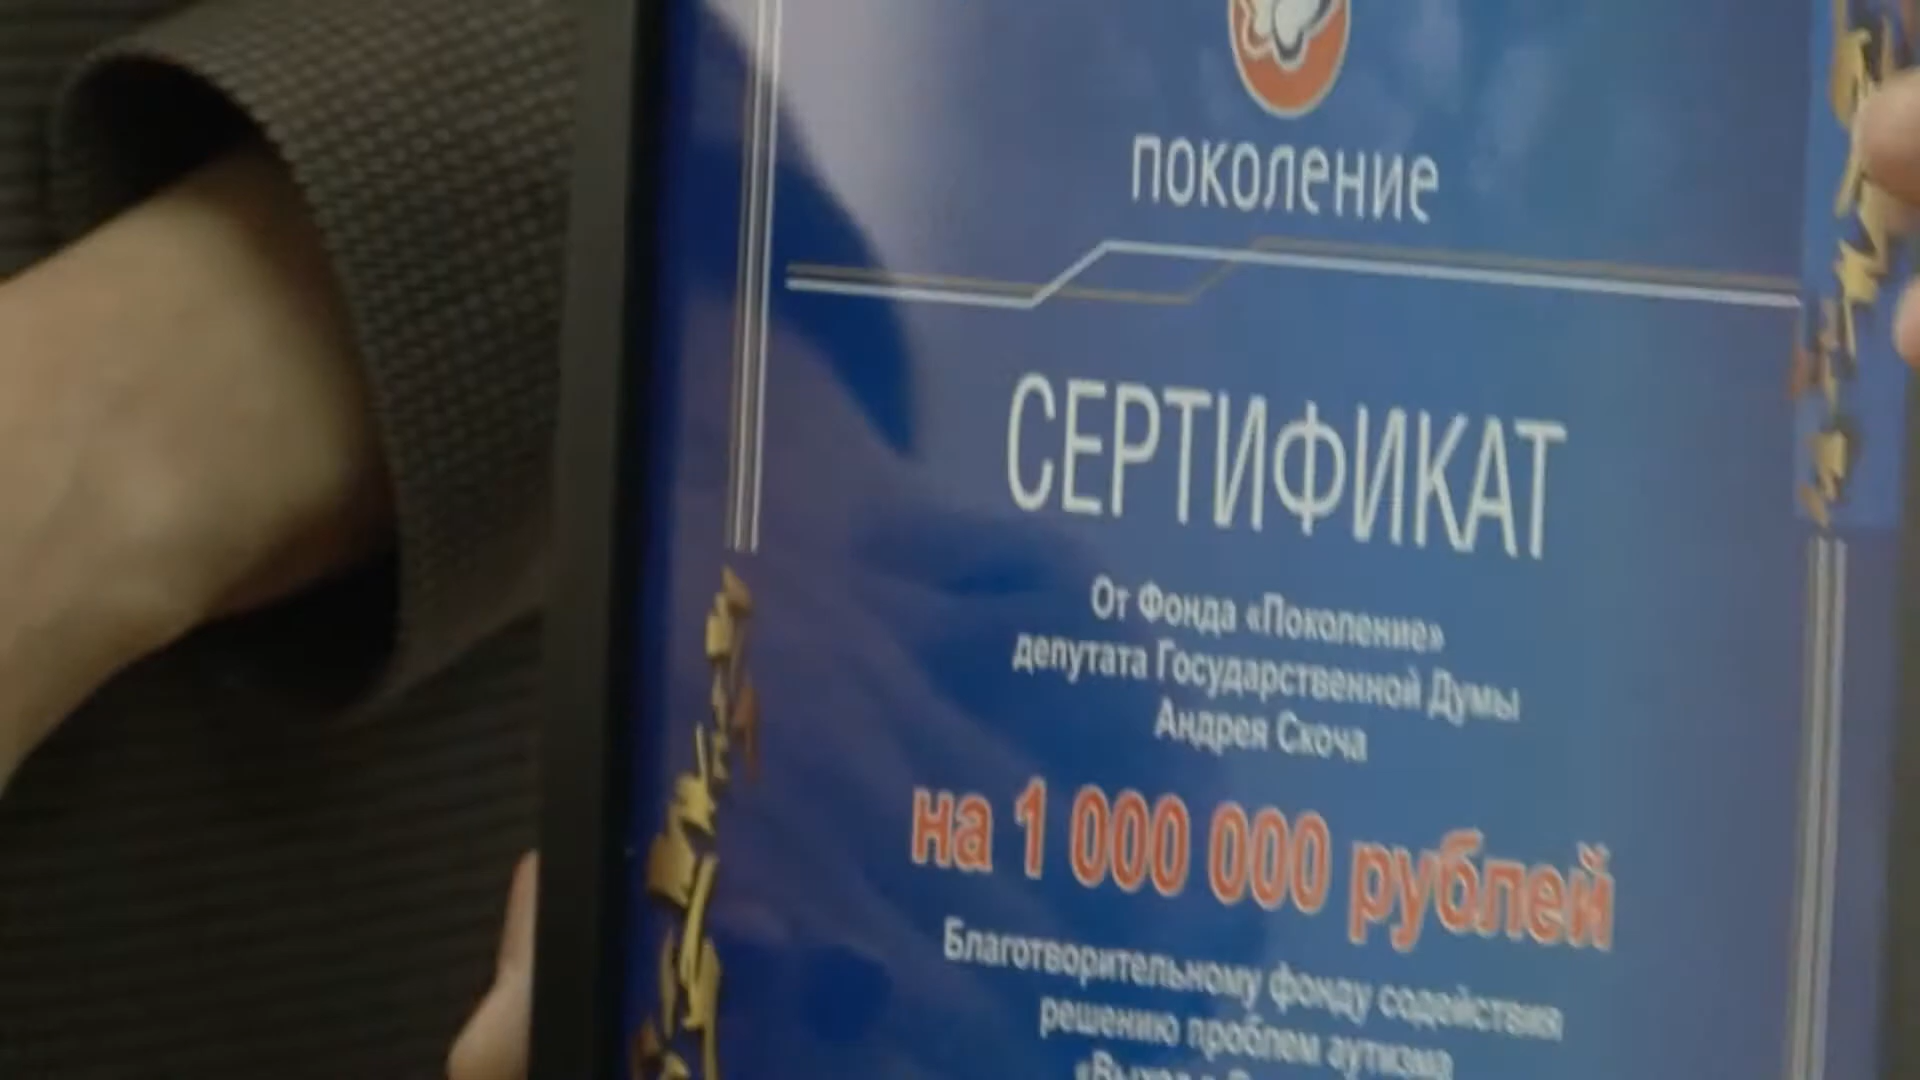 поколение
СЕРТИФИКАТ
От Фонда «Поколение»
депутата Государственной Думы
Андрея Скоча
на 1 000 000 рублей
Благотворительному фонду содействия
решению проблем аутизма
«Выход